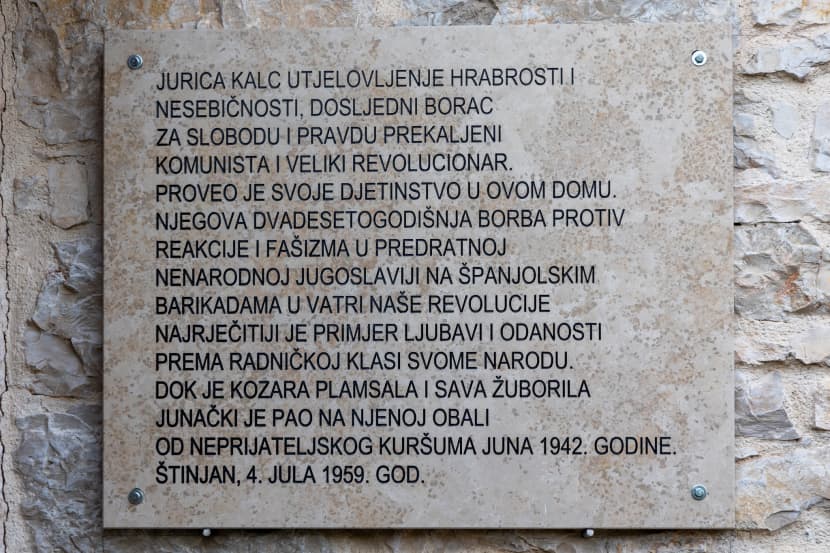 JURICA KALC UTJELOVLJENJE HRABROSTI I
NESEBIČNOSTI, DOSLJEDNI BORAC
ZA SLOBODU I PRAVDU PREKALJENI
KOMUNISTA I VELIKI REVOLUCIONAR.
PROVEO JE SVOJE DJETINSTVO U OVOM DOMU.
NJEGOVA DVADESETOGODIŠNJA BORBA PROTIV
REAKCIJE I FAŠIZMA U PREDRATNOJ
NENARODNOJ JUGOSLAVIJI NA ŠPANJOLSKIM
BARIKADAMA U VATRI NAŠE REVOLUCIJE
NAJRJEČITIJI JE PRIMJER LJUBAVI I ODANOSTI
PREMA RADNIČKOJ KLASI SVOME NARODU.
DOK JE KOZARA PLAMSALA I SAVA ŽUBORILA
JUNAČKI JE PAO NA NJENOJ OBALI
OD NEPRIJATELJSKOG KURŠUMA JUNA 1942. GODINE.
ŠTINJAN, 4. JULA 1959. GOD.